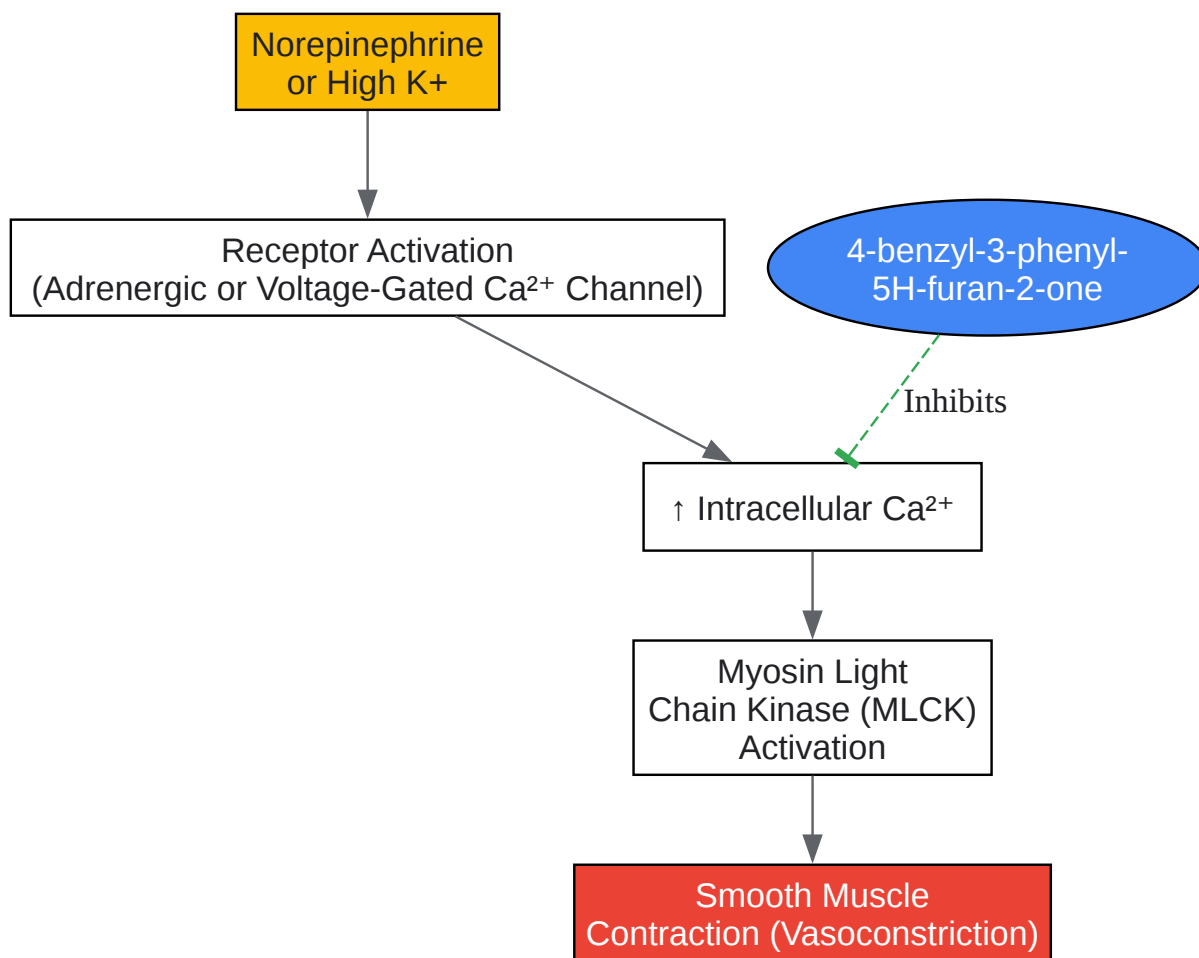 Norepinephrine
or High K+
Receptor Activation
(Adrenergic or Voltage-Gated Ca²⁺ Channel)
4-benzyl-3-phenyl-
5H-furan-2-one
Inhibits
↑ Intracellular Ca²⁺
Myosin Light
Chain Kinase (MLCK)
Activation
Smooth Muscle
Contraction (Vasoconstriction)